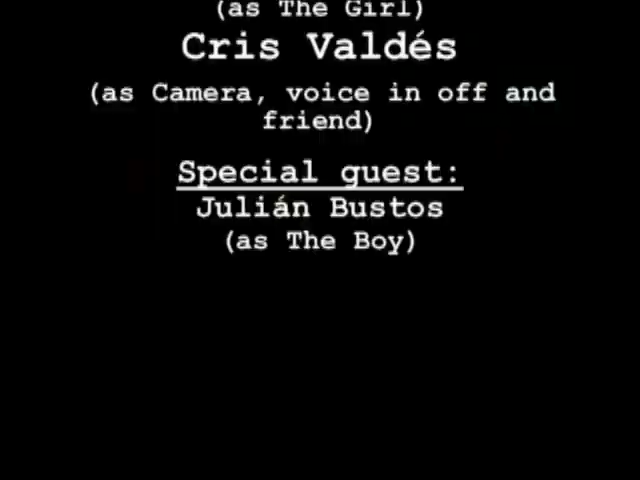 (as The Girl)
Cris Valdés
(as Camera, voice in off and
friend)
Special guest:
Julián Bustos
(as The Boy)